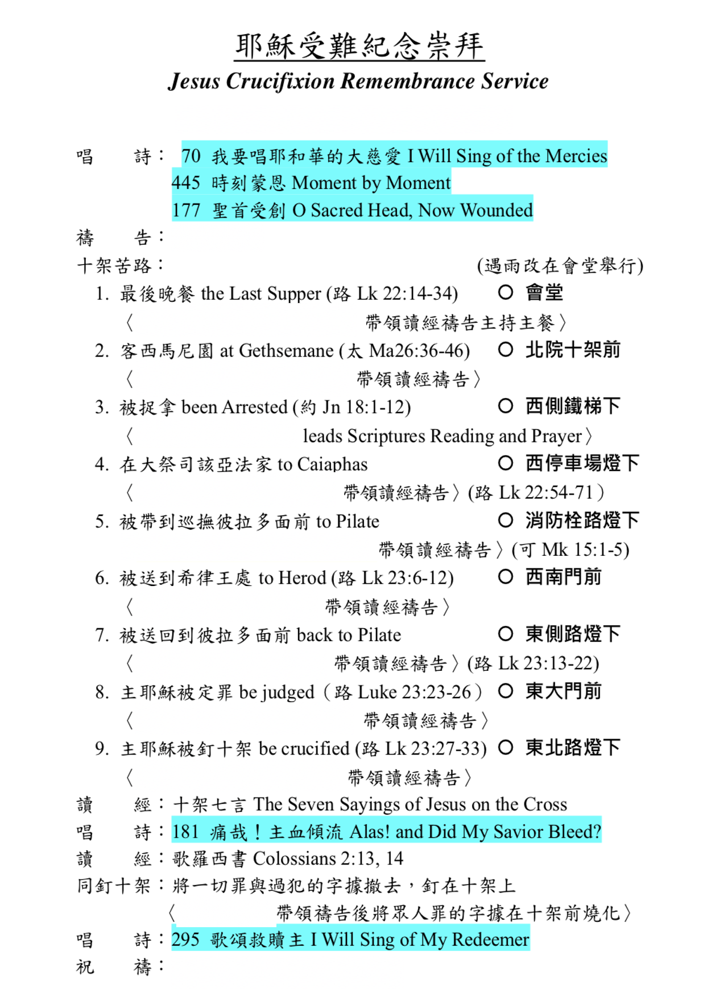 耶穌受難紀念崇拜
Jesus Crucifixion Remembrance Service
唱　　詩： 70 我要唱耶和華的大慈愛 I Will Sing of the Mercies
445 時刻蒙恩 Moment by Moment
177 聖首受創 O Sacred Head, Now Wounded
禱　　告：
十架苦路： (遇雨改在會堂舉行)
1. 最後晚餐 the Last Supper (路 Lk 22:14-34) ○ 會堂
〈 帶領讀經禱告主持主餐〉
2. 客西馬尼園 at Gethsemane (太 Ma26:36-46) ○ 北院十架前
〈 帶領讀經禱告〉
3. 被捉拿 been Arrested (約 Jn 18:1-12) ○ 西側鐵梯下
〈 leads Scriptures Reading and Prayer〉
4. 在大祭司該亞法家 to Caiaphas ○ 西停車場燈下
〈 帶領讀經禱告〉(路 Lk 22:54-71）
5. 被帶到巡撫彼拉多面前 to Pilate ○ 消防栓路燈下
帶領讀經禱告〉(可 Mk 15:1-5)
6. 被送到希律王處 to Herod (路 Lk 23:6-12) ○ 西南門前
〈 帶領讀經禱告〉
7. 被送回到彼拉多面前 back to Pilate ○ 東側路燈下
〈 帶領讀經禱告〉(路 Lk 23:13-22)
8. 主耶穌被定罪 be judged（路 Luke 23:23-26） ○ 東大門前
〈 帶領讀經禱告〉
9. 主耶穌被釘十架 be crucified (路 Lk 23:27-33) ○ 東北路燈下
〈 帶領讀經禱告〉
讀　　經：十架七言 The Seven Sayings of Jesus on the Cross
唱　　詩：181 痛哉！主血傾流 Alas! and Did My Savior Bleed?
讀　　經：歌羅西書 Colossians 2:13, 14
同釘十架：將一切罪與過犯的字據撤去，釘在十架上
〈 帶領禱告後將眾人罪的字據在十架前燒化〉
唱　　詩：295 歌頌救贖主 I Will Sing of My Redeemer
祝　　禱：